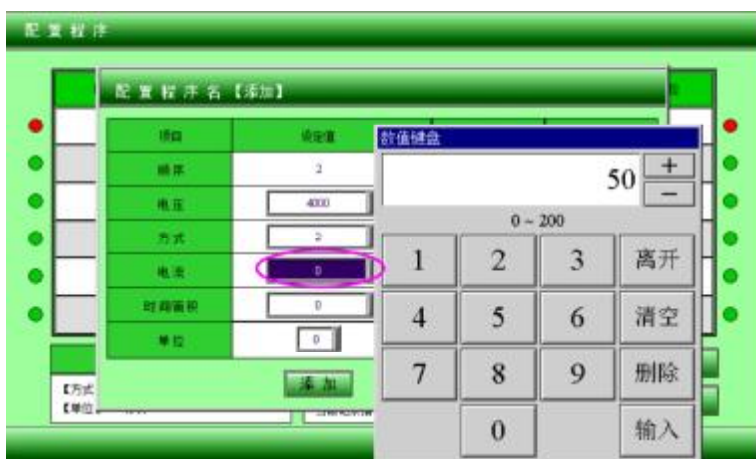 配置程序
配置程序名【添加】
项目 设定值
顺序 2
电压 4000
方式 2
电流 0
时间面积 0
单位 0
添加
数值键盘
50
+
-
0 ~ 200
1 2 3 离开
4 5 6 清空
7 8 9 删除
0 输入
【方式
【单位】